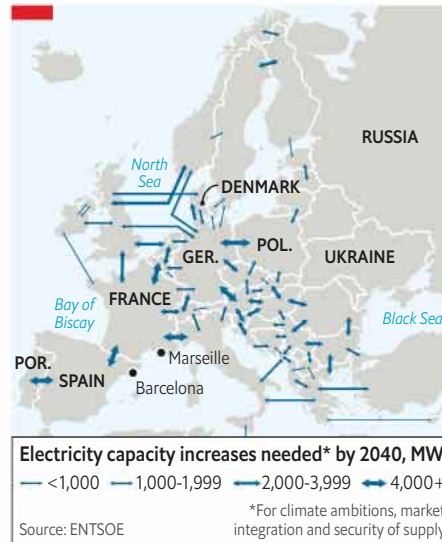 RUSSIA
North
Sea
DENMARK
GER.
POL.
UKRAINE
FRANCE
Bay of
Biscay
Black Sea
Marseille
POR.
SPAIN
Barcelona
Electricity capacity increases needed* by 2040, MW
<1,000 1,000-1,999 2,000-3,999 4,000+
*For climate ambitions, market
Source: ENTSOE integration and security of supply